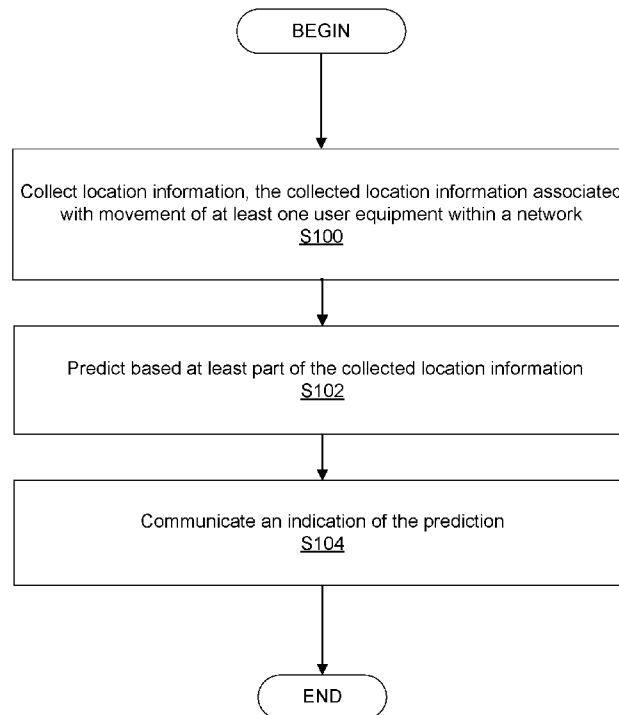 BEGIN
Collect location information, the collected location information associated
with movement of at least one user equipment within a network
S100
Predict based at least part of the collected location information
S102
Communicate an indication of the prediction
S104
END